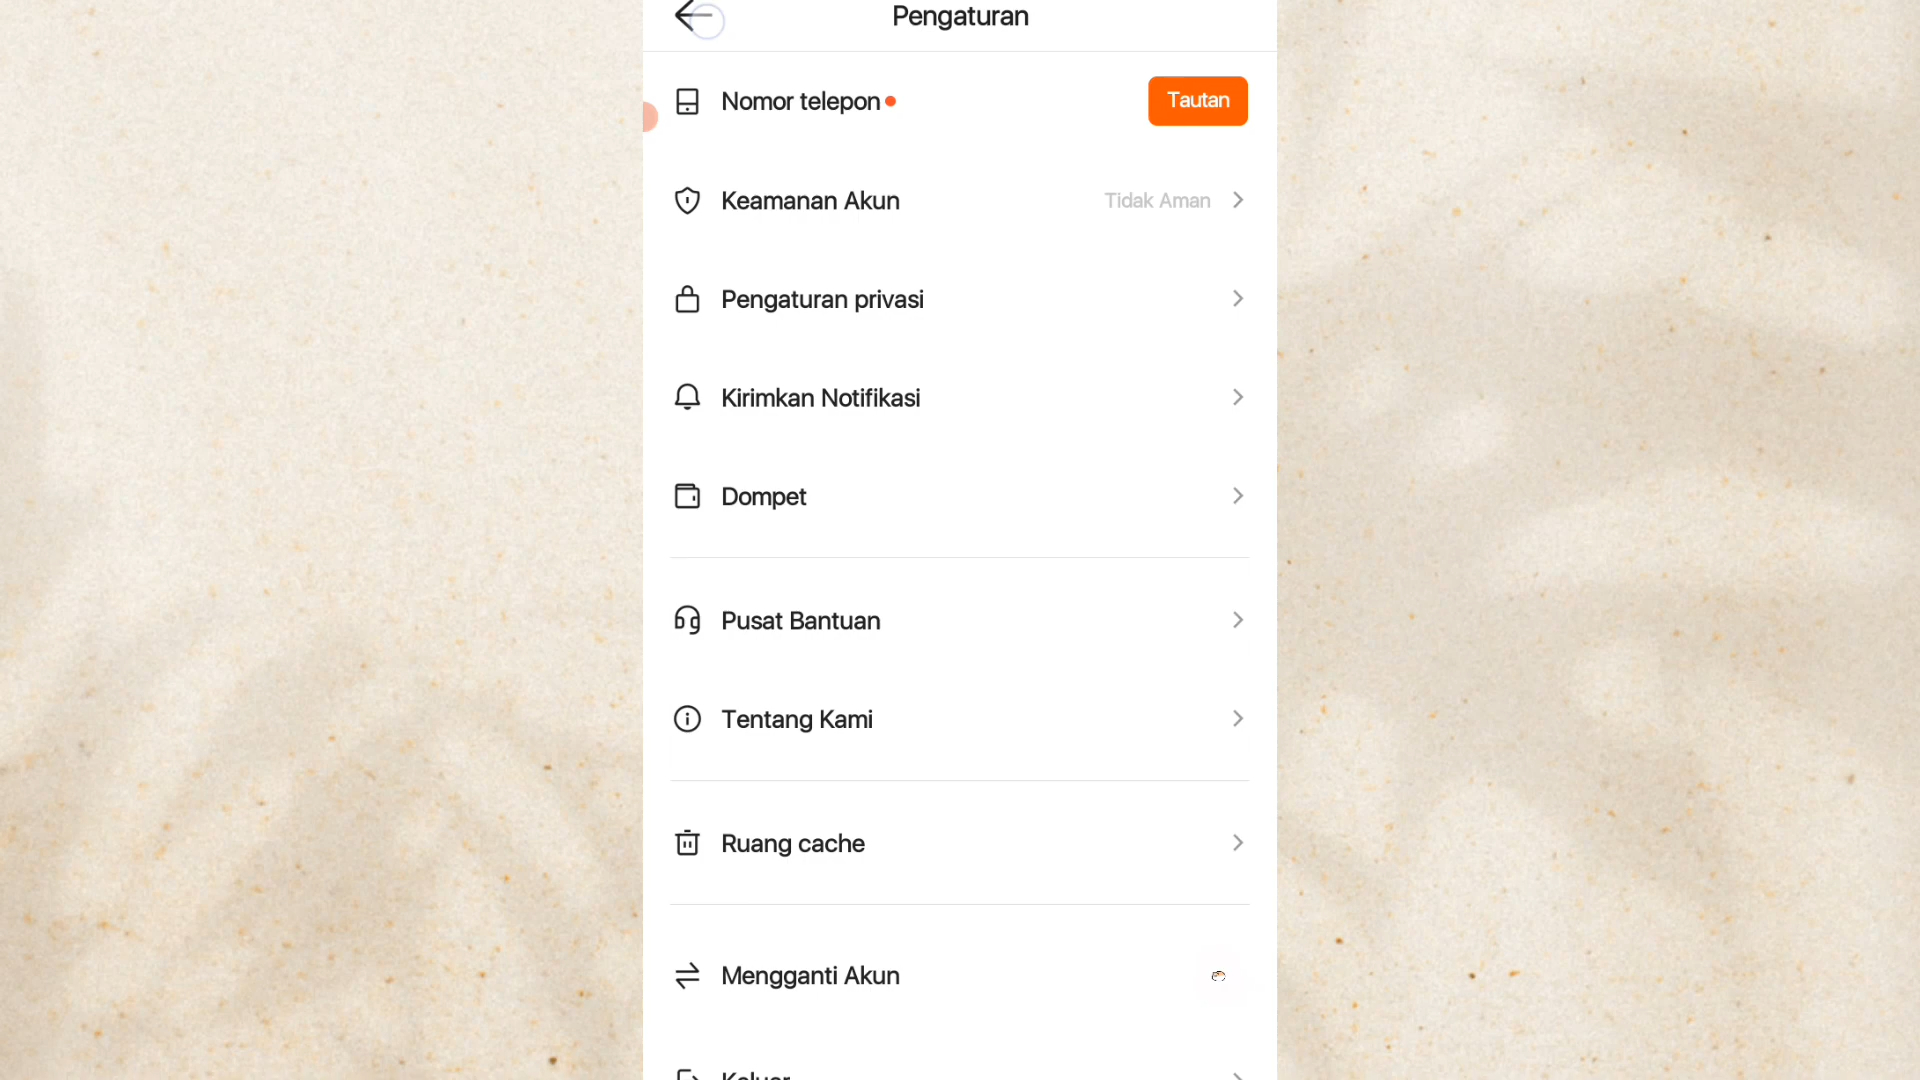 Pengaturan
Nomor telepon
Tautan
Keamanan Akun
Tidak Aman
Pengaturan privasi
Kirimkan Notifikasi
Dompet
Pusat Bantuan
Tentang Kami
Ruang cache
Mengganti Akun
Keluar